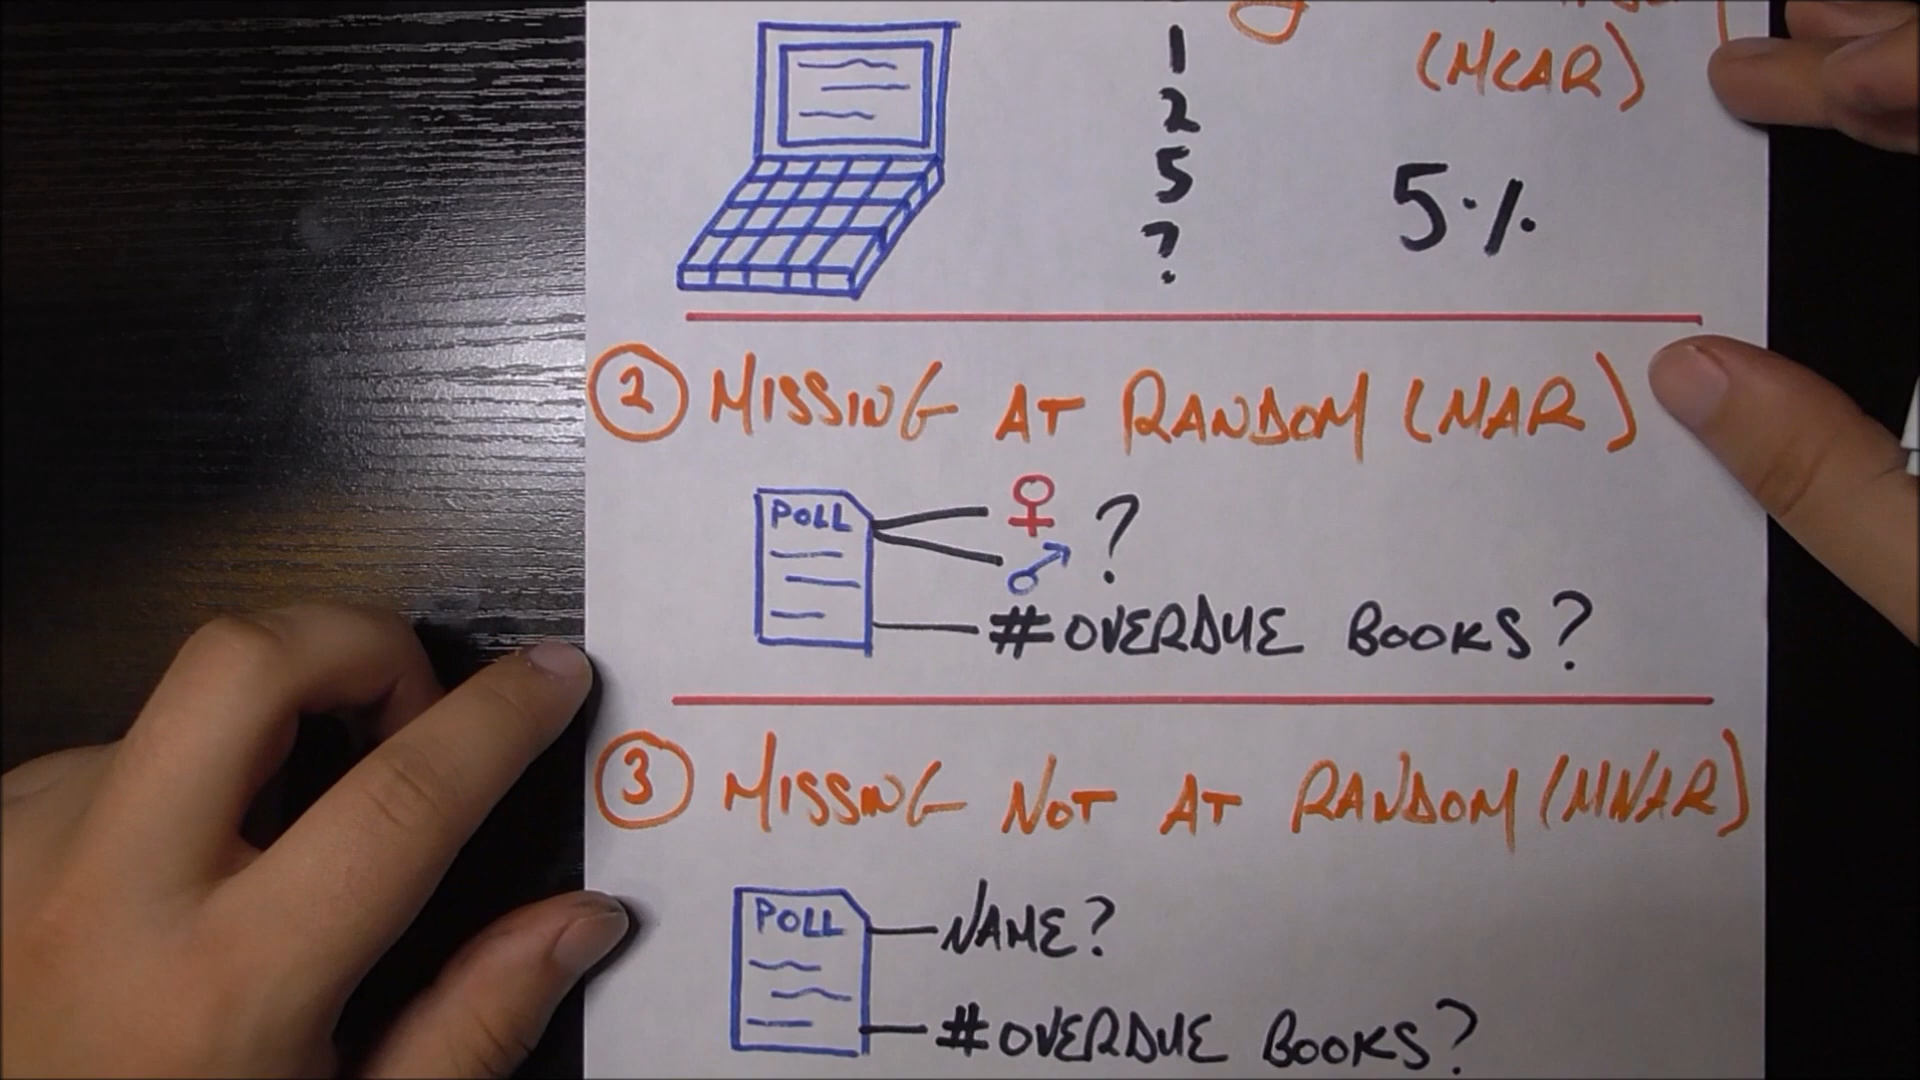 (MCAR)
1
2
5
?
5%
2 MISSING AT RANDOM (MAR)
POLL
♀
♂ ?
#OVERDUE BOOKS?
3 MISSING NOT AT RANDOM (MNAR)
POLL
NAME?
#OVERDUE BOOKS?